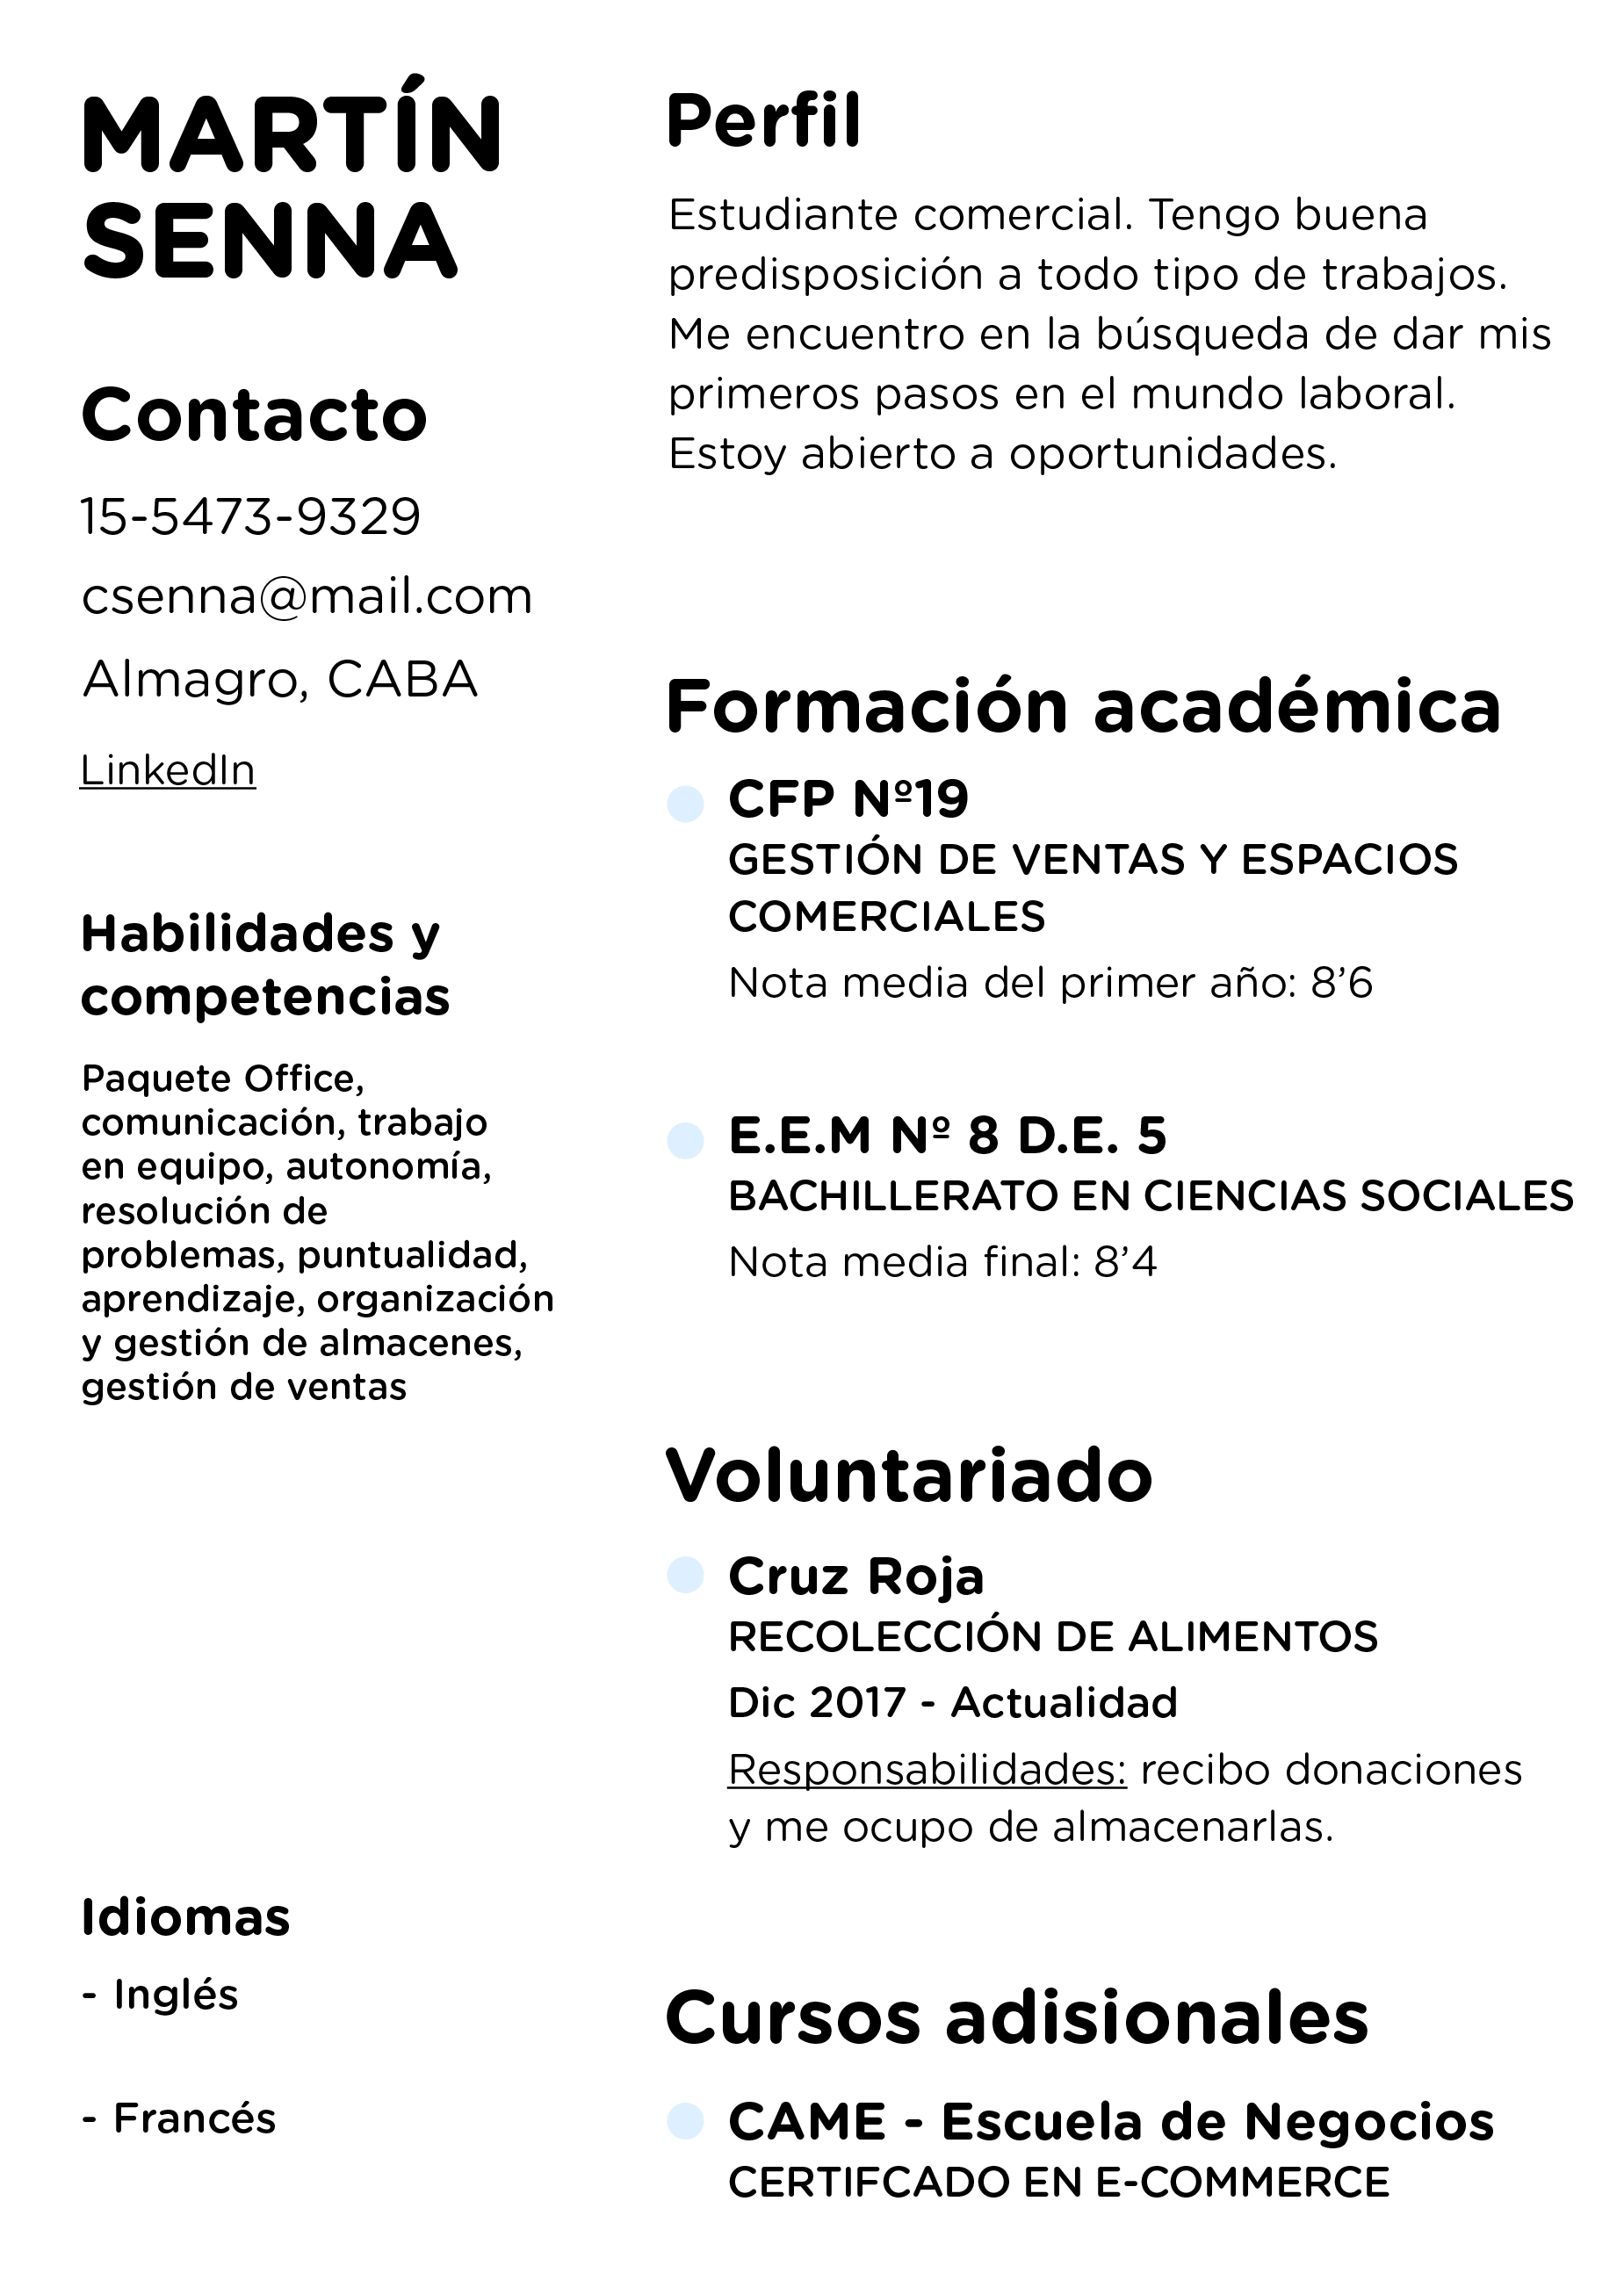 MARTÍN
SENNA
Contacto
15-5473-9329
csenna@mail.com
Almagro, CABA
LinkedIn
Habilidades y
competencias
Paquete Office,
comunicación, trabajo
en equipo, autonomía,
resolución de
problemas, puntualidad,
aprendizaje, organización
y gestión de almacenes,
gestión de ventas
Idiomas
- Inglés
- Francés
Perfil
Estudiante comercial. Tengo buena
predisposición a todo tipo de trabajos.
Me encuentro en la búsqueda de dar mis
primeros pasos en el mundo laboral.
Estoy abierto a oportunidades.
Formación académica
CFP Nº19
GESTIÓN DE VENTAS Y ESPACIOS
COMERCIALES
Nota media del primer año: 8’6
E.E.M Nº 8 D.E. 5
BACHILLERATO EN CIENCIAS SOCIALES
Nota media final: 8’4
Voluntariado
Cruz Roja
RECOLECCIÓN DE ALIMENTOS
Dic 2017 - Actualidad
Responsabilidades: recibo donaciones
y me ocupo de almacenarlas.
Cursos adisionales
CAME - Escuela de Negocios
CERTIFCADO EN E-COMMERCE